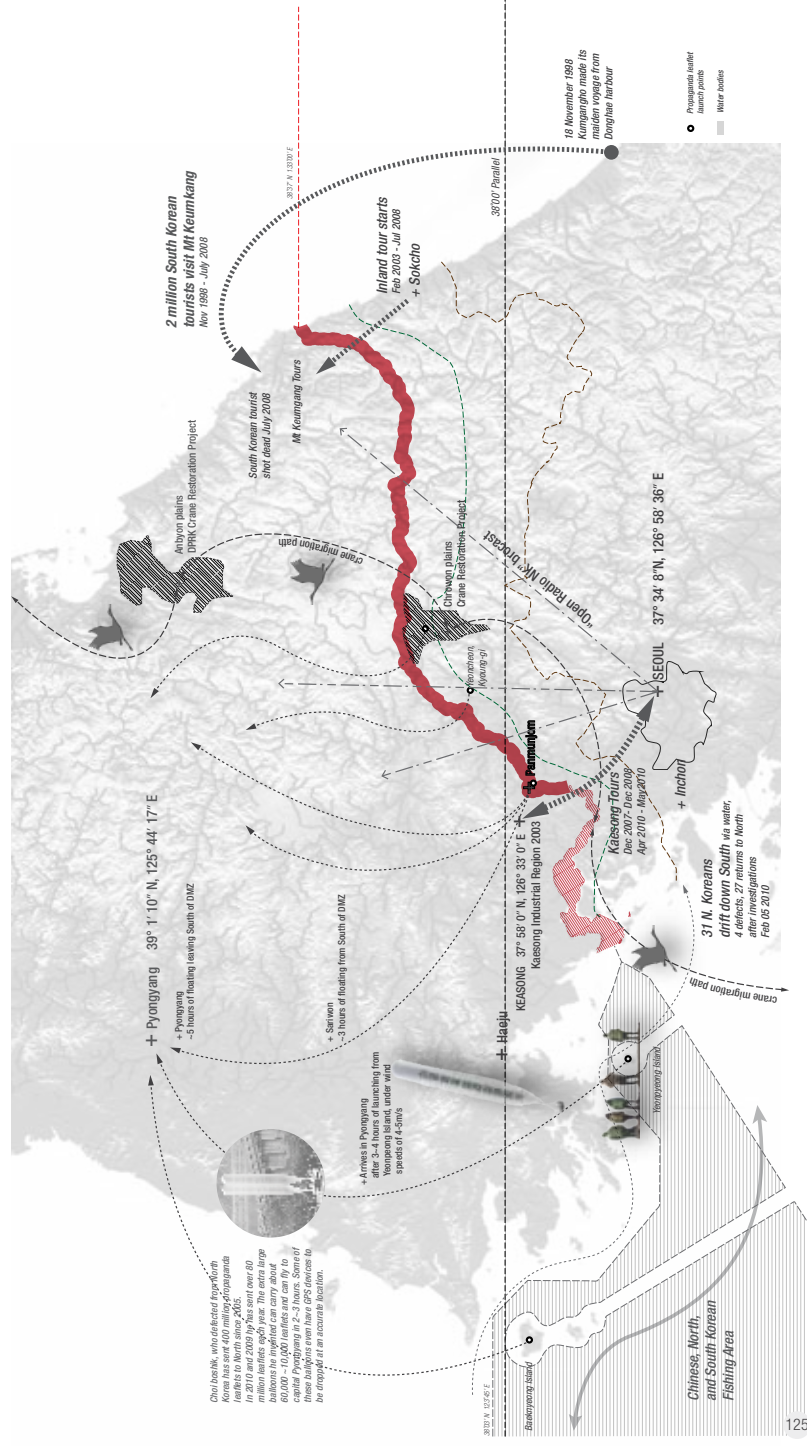 18 November 1998
Kumgangho made its
maiden voyage from
Donghae harbour
Propaganda leaflet
launch points
Water bodies
38'00' Parallel
2 million South Korean
tourists visit Mt Keumkang
Nov 1998 - July 2008
Inland tour starts
Feb 2003 - Jul 2008
+ Sokcho
South Korean tourist
shot dead July 2008
Mt Keumgang Tours
Anbyon plains
DPRK Crane Restoration Project
crane migration path
Chrowon plains
Crane Restoration Project
"Open Radio NK" brocast
Yeoncheon,
Kyoung-gi
SEOUL 37° 34' 8"N, 126° 58' 36" E
Panmunjom
+ Inchon
Kaesong Tours
Dec 2007- Dec 2008
Apr 2010 - May2010
KEASONG 37° 58' 0" N, 126° 33' 0" E
Kaesong Industrial Region 2003
+ Pyongyang 39° 1' 10" N, 125° 44' 17" E
+ Pyongyang
~5 hours of floating leaving South of DMZ
+ Sariwon
~3 hours of floating from South of DMZ
31 N. Koreans
drift down South via water,
4 defects, 27 returns to North
after investigations
Feb 05 2010
crane migration path
+ Haeju
+Arrives in Pyongyang
after 3~4 hours of launching from
Yeonpeong Island, under wind
speeds of 4-5m/s
Yeonpyeong Island
Choi boshik, who defected from North
Korea has sent 400 million propaganda
leaflets to North since 2005.
In 2010 and 2009 he has sent over 80
million leaflets each year. The extra large
balloons he invented can carry about
60,000 ~10,000 leaflets and can fly to
capital Pyongyang in 2~3 hours. Some of
these balloons even have GPS devices to
be dropped at an accurate location.
Baeknyeong Island
Chinese, North,
and South Korean
Fishing Area
125